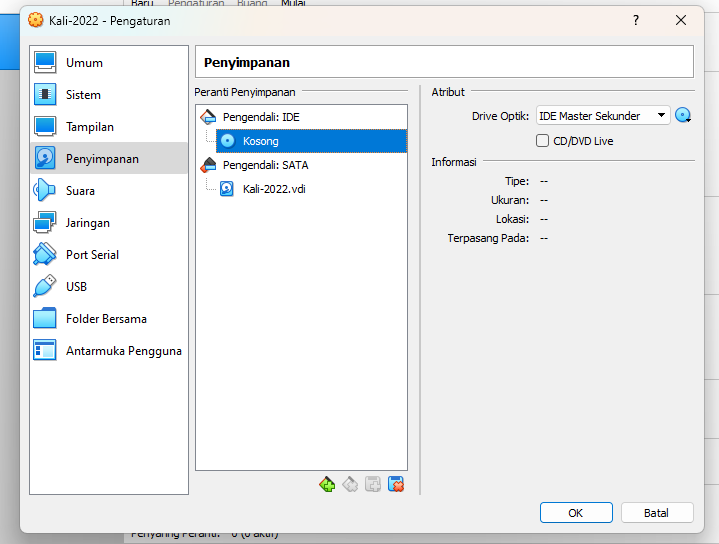 Baru Pengaturan Buang Mulai
Kali-2022 - Pengaturan
?
Umum
Sistem
Tampilan
Penyimpanan
Suara
Jaringan
Port Serial
USB
Folder Bersama
Antarmuka Pengguna
Penyimpanan
Peranti Penyimpanan
Pengendali: IDE
Kosong
Pengendali: SATA
Kali-2022.vdi
Atribut
Drive Optik: IDE Master Sekunder
CD/DVD Live
Informasi
Tipe: --
Ukuran: --
Lokasi: --
Terpasang Pada: --
OK Batal
Penyaring Peranti: 0 (0 aktif)